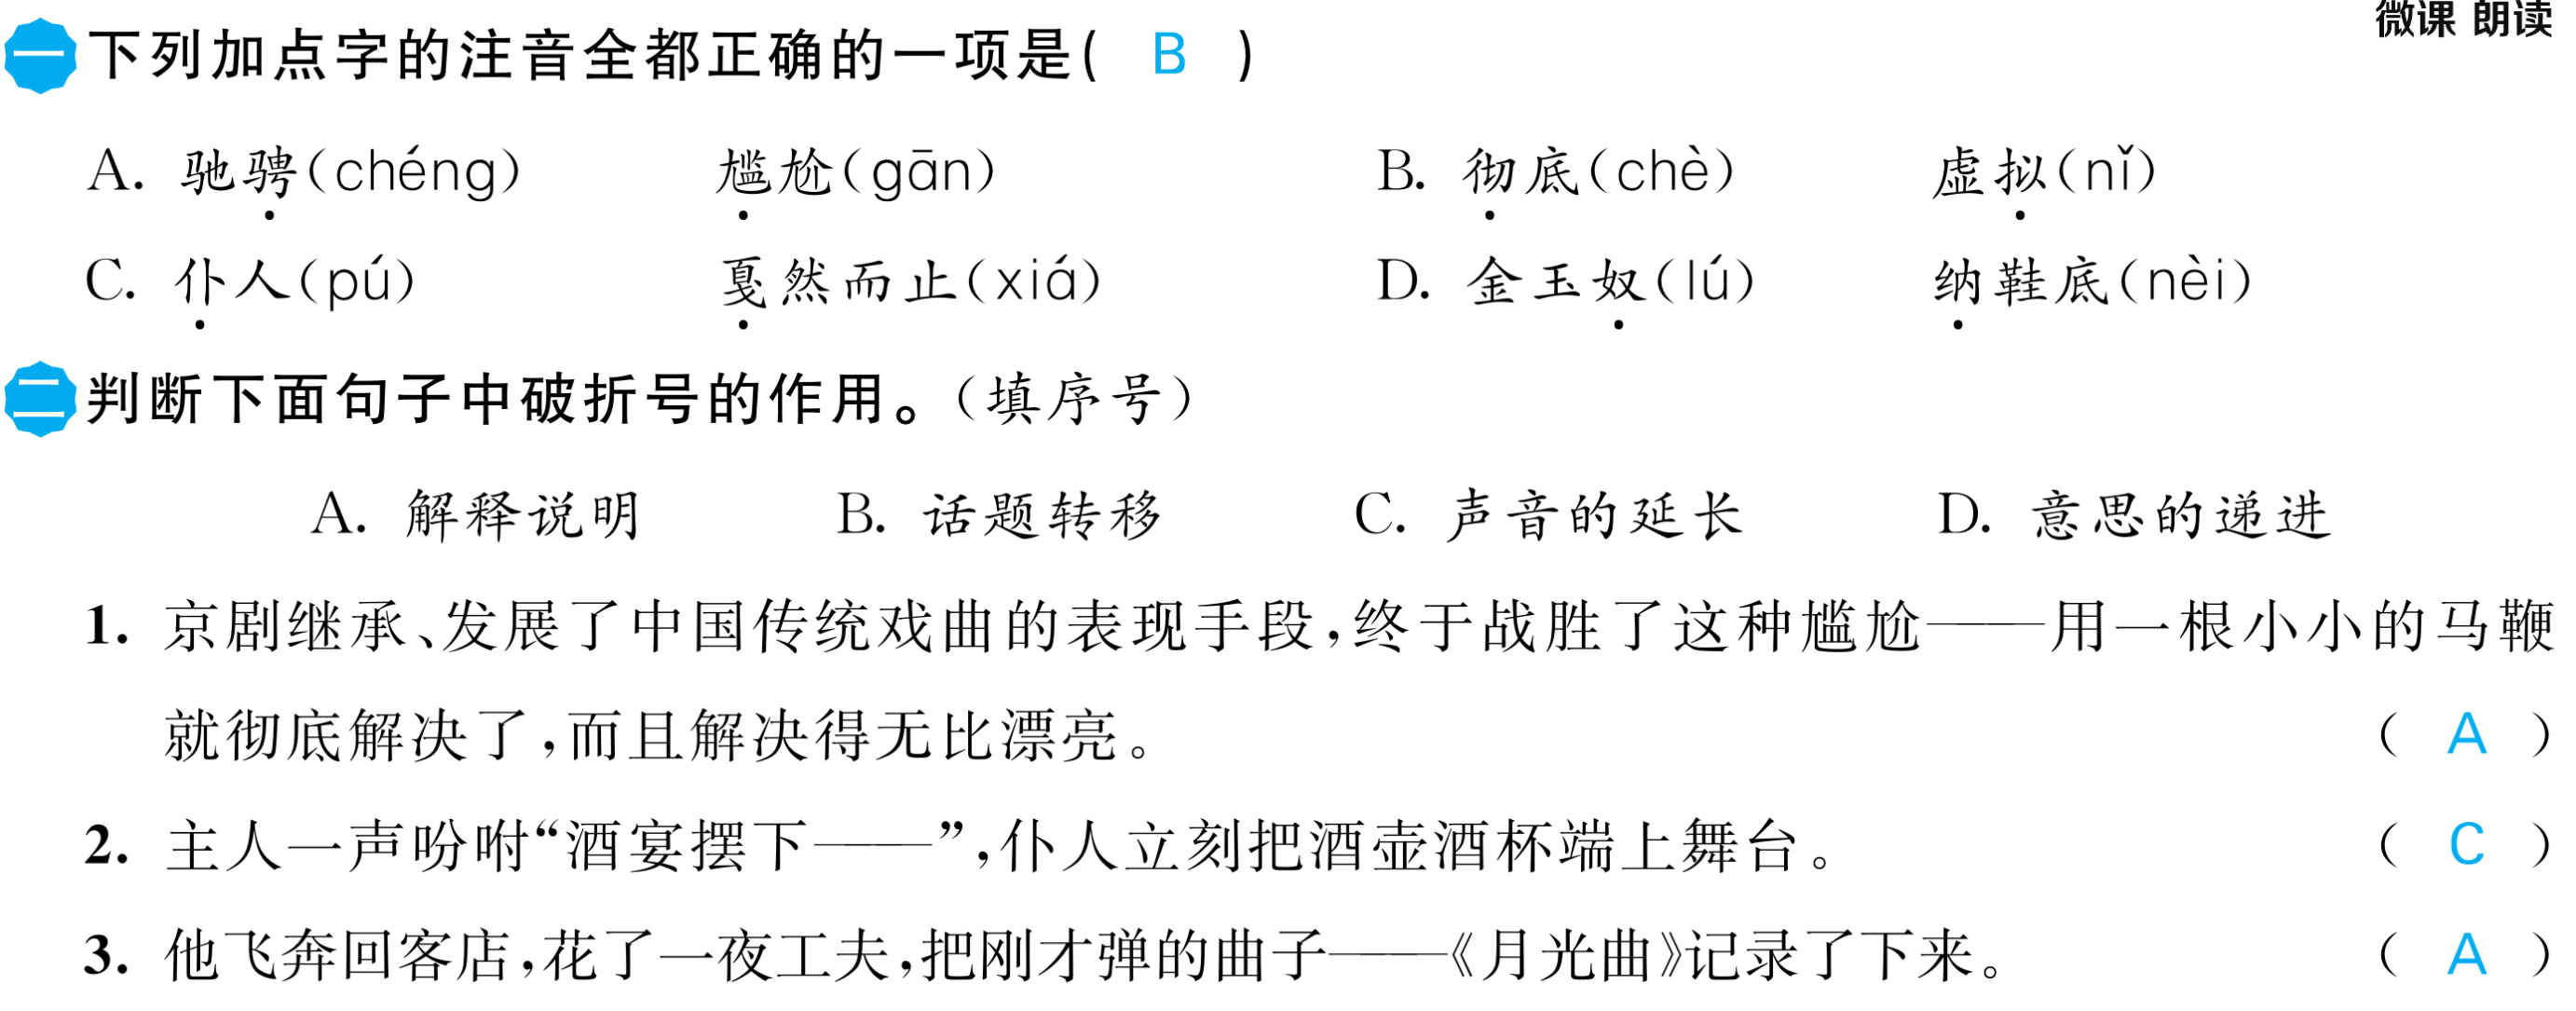 微课 朗读
一 下列加点字的注音全都正确的一项是( B )
A. 驰骋(chéng) 尴尬(gān) B. 彻底(chè) 虚拟(nǐ)
C. 仆人(pú) 戛然而止(xiá) D. 金玉奴(lú) 纳鞋底(nèi)
二 判断下面句子中破折号的作用。(填序号)
A. 解释说明 B. 话题转移 C. 声音的延长 D. 意思的递进
1. 京剧继承、发展了中国传统戏曲的表现手段,终于战胜了这种尴尬——用一根小小的马鞭
就彻底解决了,而且解决得无比漂亮。 ( A )
2. 主人一声吩咐“酒宴摆下——”,仆人立刻把酒壶酒杯端上舞台。 ( C )
3. 他飞奔回客店,花了一夜工夫,把刚才弹的曲子——《月光曲》记录了下来。 ( A )